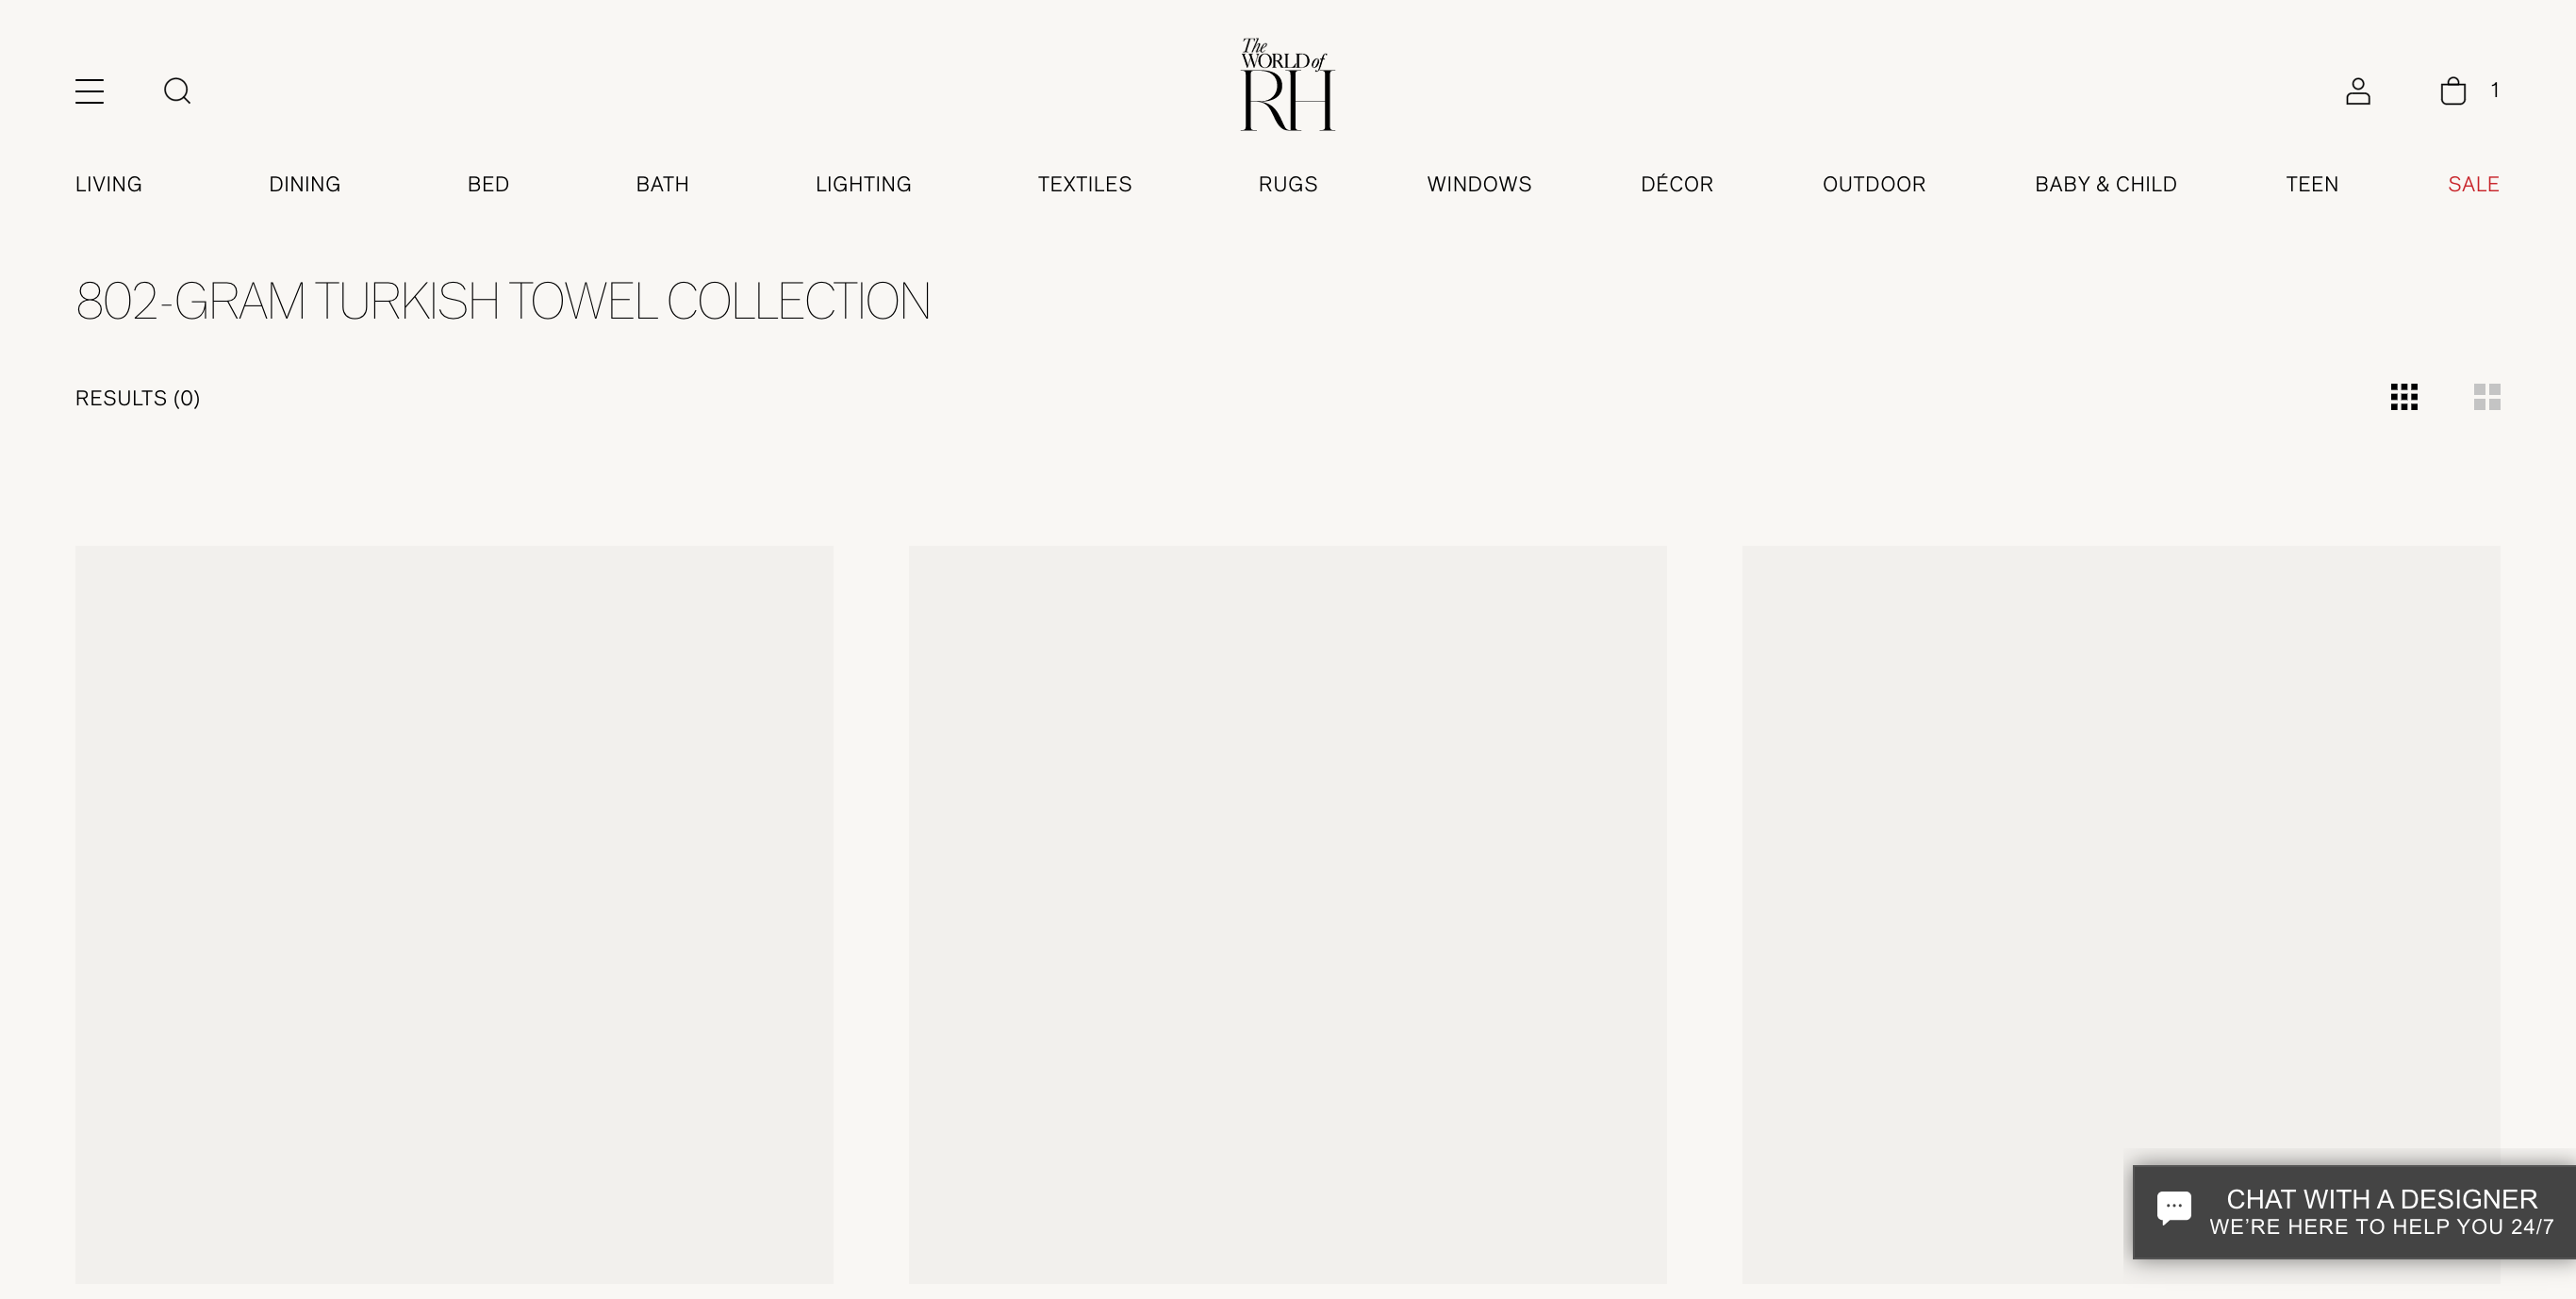 The
WORLD of
RH
1
LIVING DINING BED BATH LIGHTING TEXTILES RUGS WINDOWS DÉCOR OUTDOOR BABY & CHILD TEEN SALE
802-GRAM TURKISH TOWEL COLLECTION
RESULTS (0)
CHAT WITH A DESIGNER
WE’RE HERE TO HELP YOU 24/7